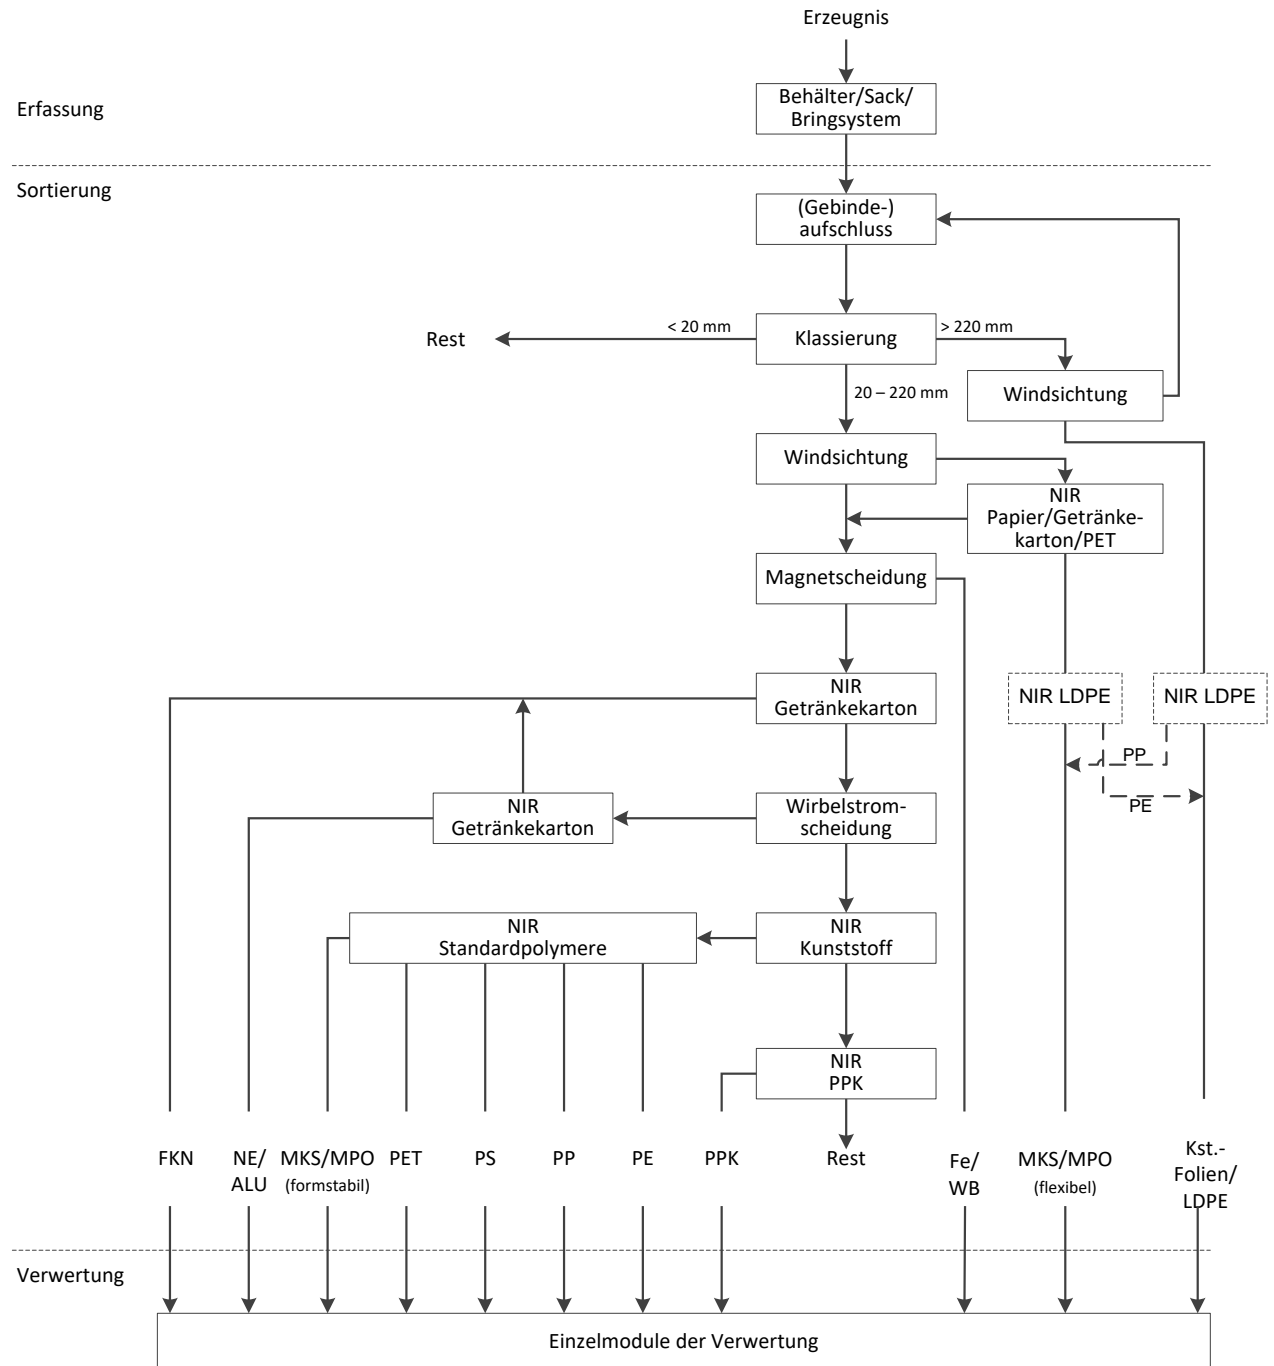 Erzeugnis
Erfassung
Behälter/Sack/
Bringsystem
Sortierung
(Gebinde-)
aufschluss
Rest
< 20 mm
Klassierung
> 220 mm
20 – 220 mm
Windsichtung
Windsichtung
NIR
Papier/Getränke-
karton/PET
Magnetscheidung
NIR
Getränkekarton
NIR LDPE
NIR LDPE
PP
PE
NIR
Getränkekarton
Wirbelstrom-
scheidung
NIR
Standardpolymere
NIR
Kunststoff
NIR
PPK
FKN
NE/
ALU
MKS/MPO
(formstabil)
PET
PS
PP
PE
PPK
Rest
Fe/
WB
MKS/MPO
(flexibel)
Kst.-
Folien/
LDPE
Verwertung
Einzelmodule der Verwertung